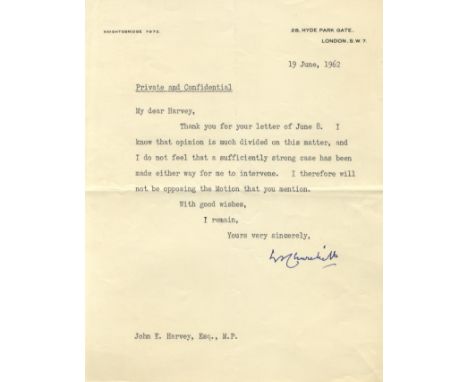 KNIGHTSBRIDGE 7972.
28, HYDE PARK GATE,
LONDON, S.W.7.
19 June, 1962
Private and Confidential
My dear Harvey,
Thank you for your letter of June 8. I
know that opinion is much divided on this matter, and
I do not feel that a sufficiently strong case has been
made either way for me to intervene. I therefore will
not be opposing the Motion that you mention.
With good wishes,
I remain,
Yours very sincerely,
W S Churchill
John E. Harvey, Esq., M.P.